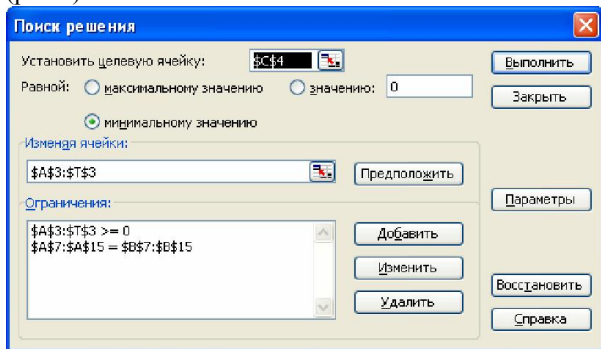 Поиск решения
Установить целевую ячейку: $C$4
Выполнить
Равной: максимальному значению значению: 0
Закрыть
минимальному значению
Изменяя ячейки:
$A$3:$T$3
Предположить
Параметры
Ограничения:
$A$3:$T$3 >= 0
$A$7:$A$15 = $B$7:$B$15
Добавить
Изменить
Удалить
Восстановить
Справка